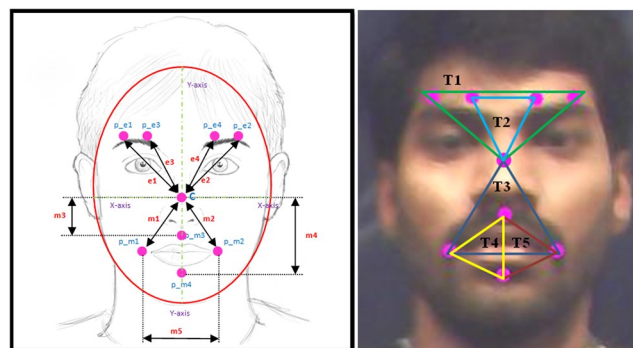 Y-axis
p_e1
p_e3
p_e4
p_e2
e3
e4
e1
e2
C
X-axis
X-axis
m3
m1
m2
m4
p_m3
p_m1
p_m2
p_m4
Y-axis
m5
T1
T2
T3
T4
T5